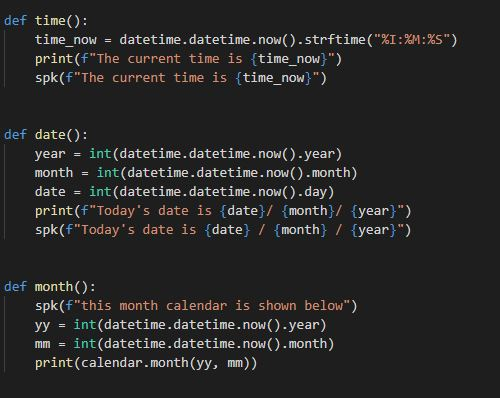 def time():
    time_now = datetime.datetime.now().strftime("%I:%M:%S")
    print(f"The current time is {time_now}")
    spk(f"The current time is {time_now}")
def date():
    year = int(datetime.datetime.now().year)
    month = int(datetime.datetime.now().month)
    date = int(datetime.datetime.now().day)
    print(f"Today's date is {date}/ {month}/ {year}")
    spk(f"Today's date is {date} / {month} / {year}")
def month():
    spk(f"this month calendar is shown below")
    yy = int(datetime.datetime.now().year)
    mm = int(datetime.datetime.now().month)
    print(calendar.month(yy, mm))